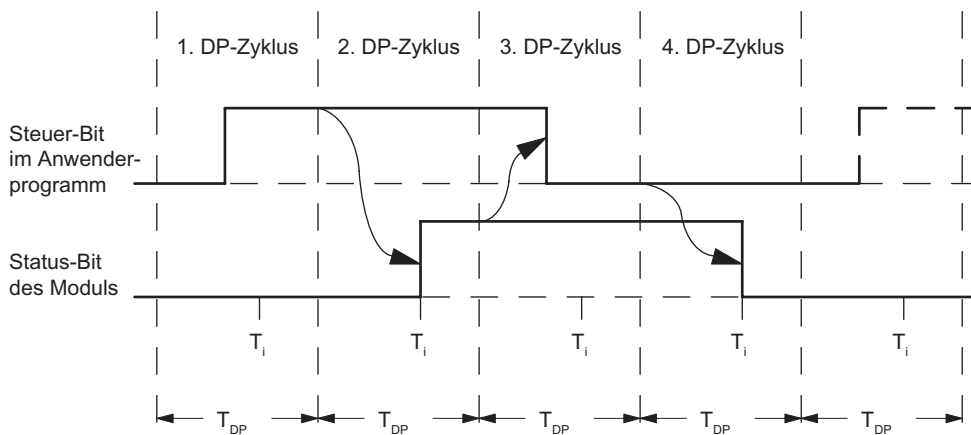 1. DP-Zyklus 2. DP-Zyklus 3. DP-Zyklus 4. DP-Zyklus
Steuer-Bit
im Anwender-
programm
Status-Bit
des Moduls
Ti Ti Ti Ti Ti
TDP TDP TDP TDP TDP